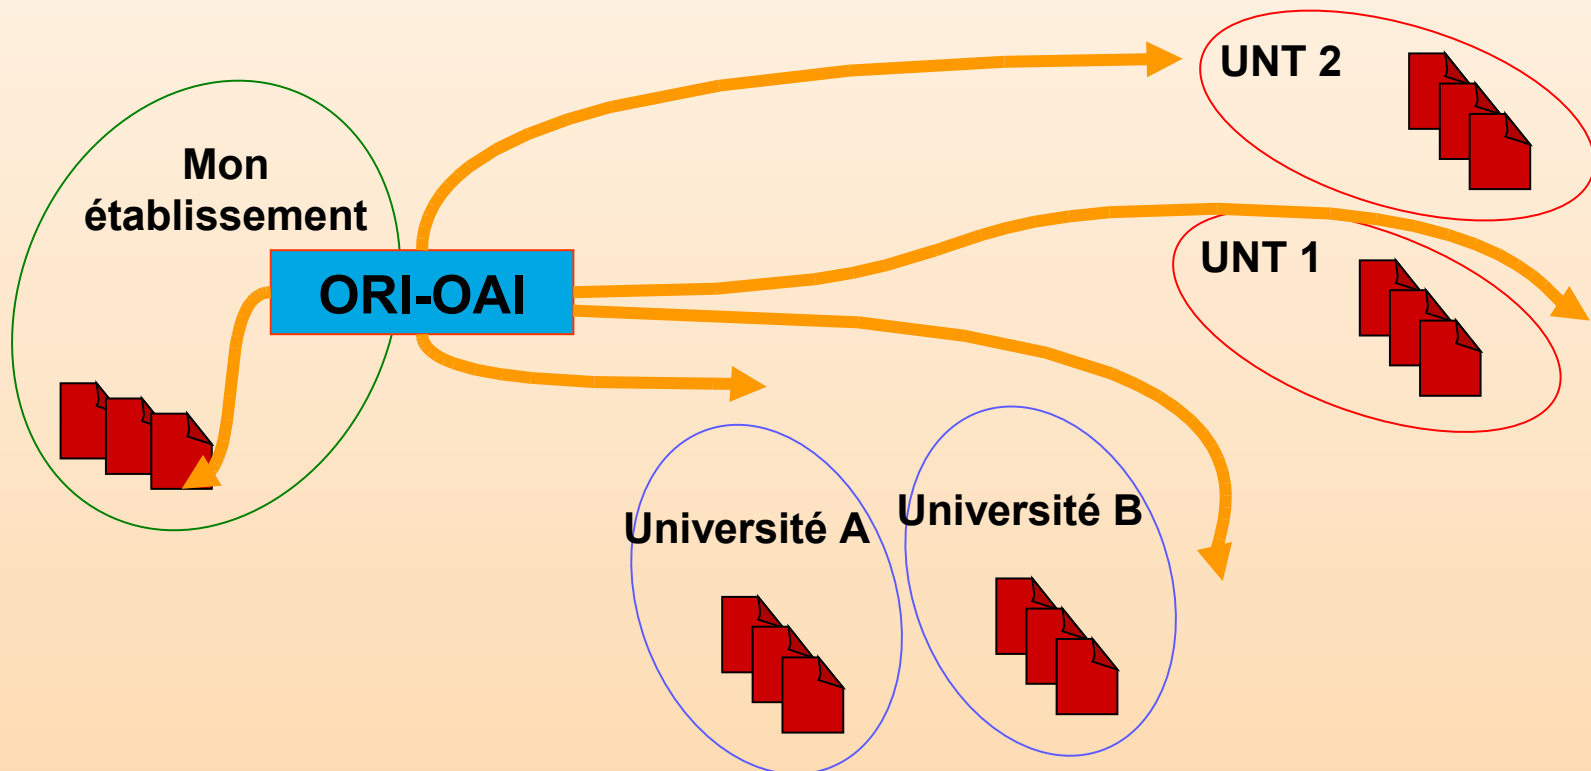 UNT 2
Mon
établissement
UNT 1
ORI-OAI
Université A
Université B